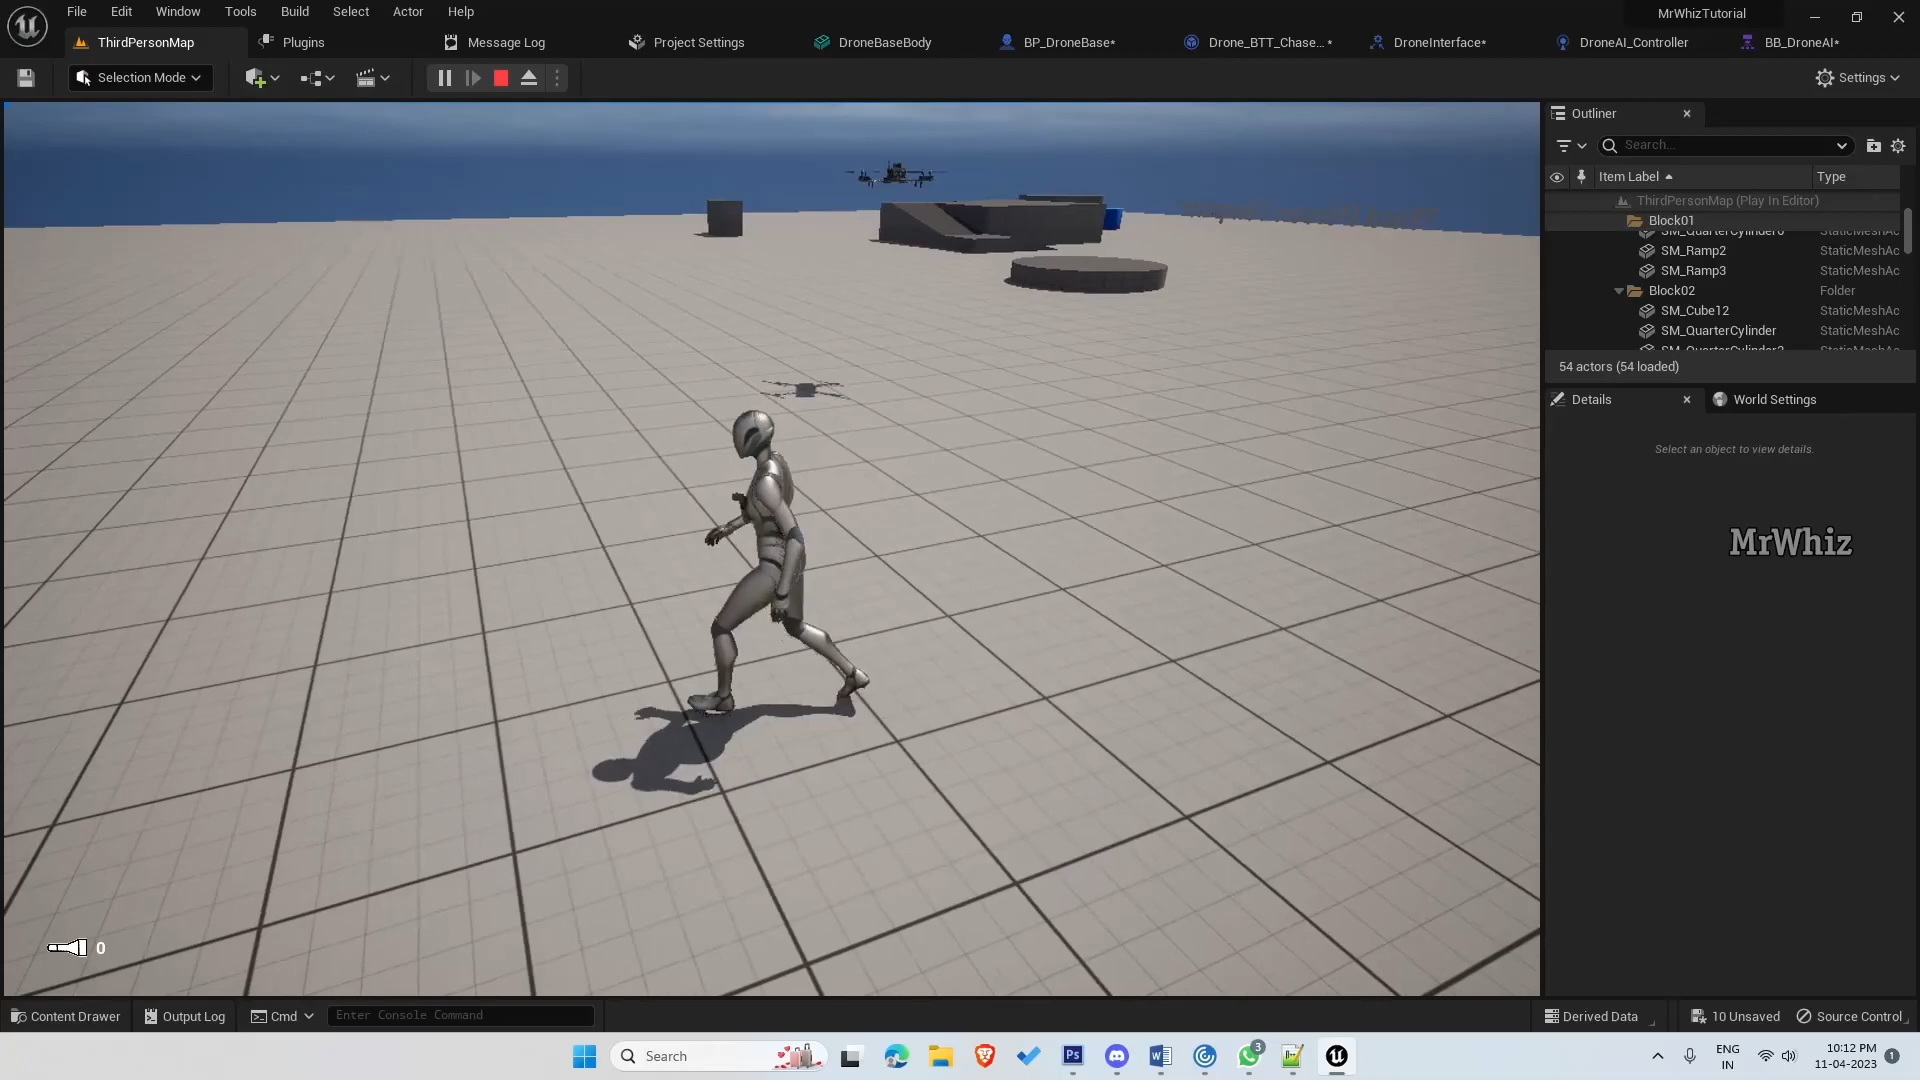 File Edit Window Tools Build Select Actor Help
MrWhizTutorial
ThirdPersonMap
Plugins
Message Log
Project Settings
DroneBaseBody
BP_DroneBase*
Drone_BTT_Chase... *
DroneInterface*
DroneAI_Controller
BB_DroneAI*
Selection Mode
Settings
Outliner
Search...
Item Label
Type
ThirdPersonMap (Play In Editor)
Block01
SM_Ramp2 StaticMeshAc
SM_Ramp3 StaticMeshAc
Block02 Folder
SM_Cube12 StaticMeshAc
SM_QuarterCylinder StaticMeshAc
54 actors (54 loaded)
Details
World Settings
Select an object to view details.
MrWhiz
0
Content Drawer
Output Log
Cmd
Enter Console Command
Derived Data
10 Unsaved
Source Control
Search
Ps
3
ENG
IN
10:12 PM
11-04-2023
1